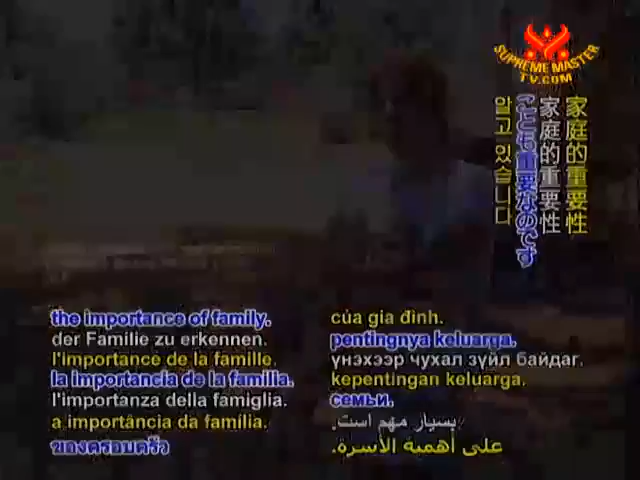 SUPREME MASTER
TV.COM
家庭的重要性
家庭的重要性
ことも重要なのです
알고 있습니다
the importance of family.
der Familie zu erkennen.
l'importance de la famille.
la importancia de la familia.
l'importanza della famiglia.
a importância da família.
ของครอบครัว
của gia đình.
pentingnya keluarga.
үнэхээр чухал зүйл байдаг.
kepentingan keluarga.
семьи.
بسیار مهم است.
على أهمية الأسرة.